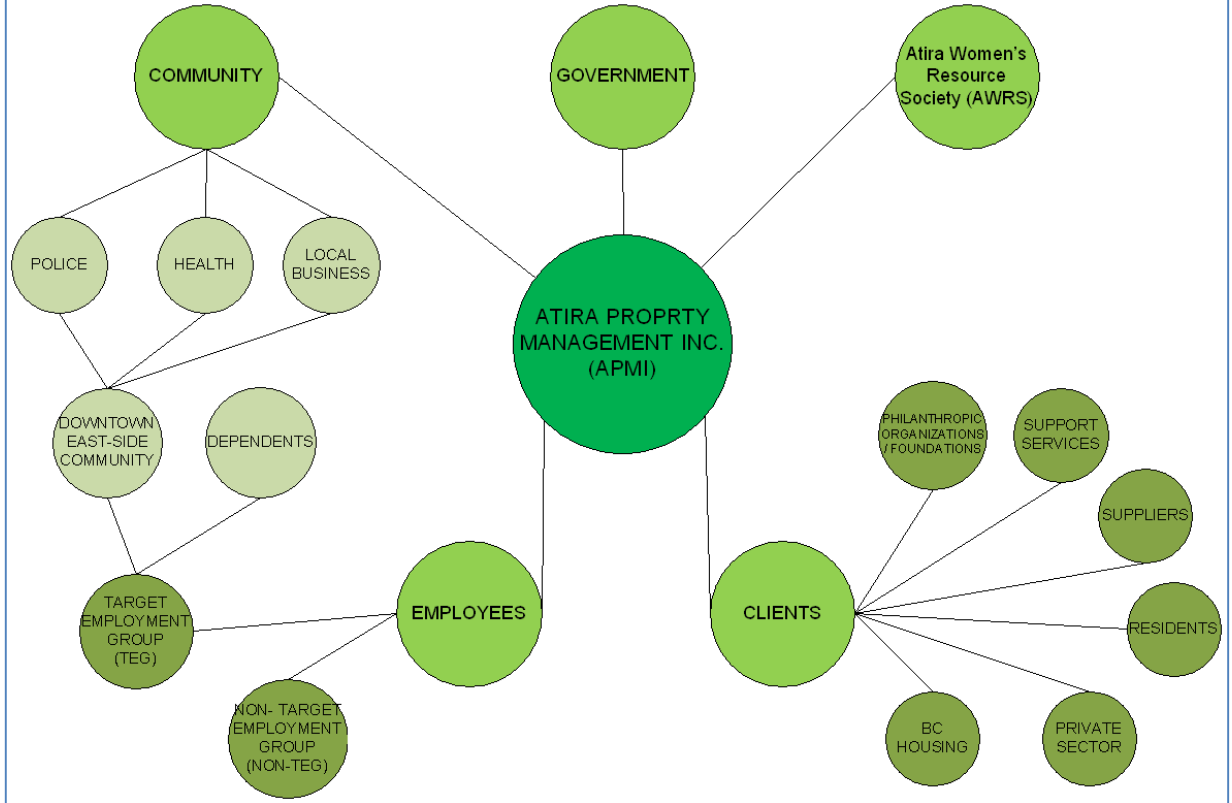 COMMUNITY
GOVERNMENT
Atira Women's
Resource
Society (AWRS)
POLICE
HEALTH
LOCAL
BUSINESS
ATIRA PROPRTY
MANAGEMENT INC.
(APMI)
DOWNTOWN
EAST-SIDE
COMMUNITY
DEPENDENTS
PHILANTHROPIC
ORGANIZATIONS
/ FOUNDATIONS
SUPPORT
SERVICES
SUPPLIERS
TARGET
EMPLOYMENT
GROUP
(TEG)
EMPLOYEES
CLIENTS
RESIDENTS
NON- TARGET
EMPLOYMENT
GROUP
(NON-TEG)
BC
HOUSING
PRIVATE
SECTOR